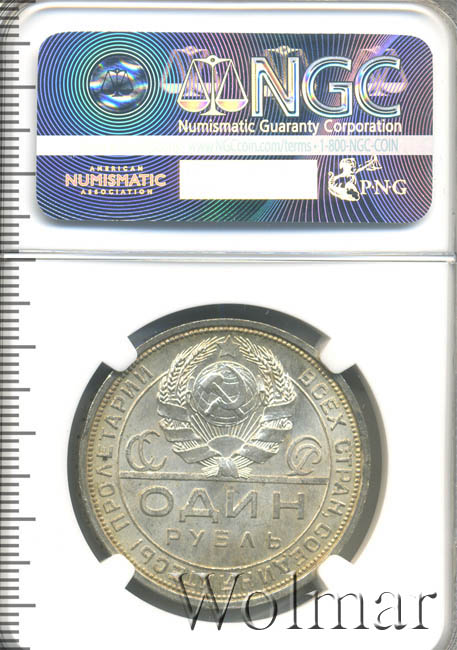 NGC
Numismatic Guaranty Corporation
www.NGCcoin.com/terms • 1-800-NGC-COIN
AMERICAN
NUMISMATIC
ASSOCIATION
PNG
ПРОЛЕТАРИИ ВСЕХ СТРАН СОЕДИНЯЙТЕСЬ
СС СР
ОДИН
РУБЛЬ
Wolmar